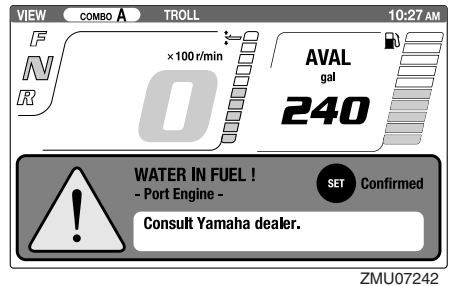 VIEW COMBO A TROLL 10:27 AM
F
N
R
×100 r/min
0
AVAL
gal
240
WATER IN FUEL !
- Port Engine -
SET Confirmed
Consult Yamaha dealer.
ZMU07242